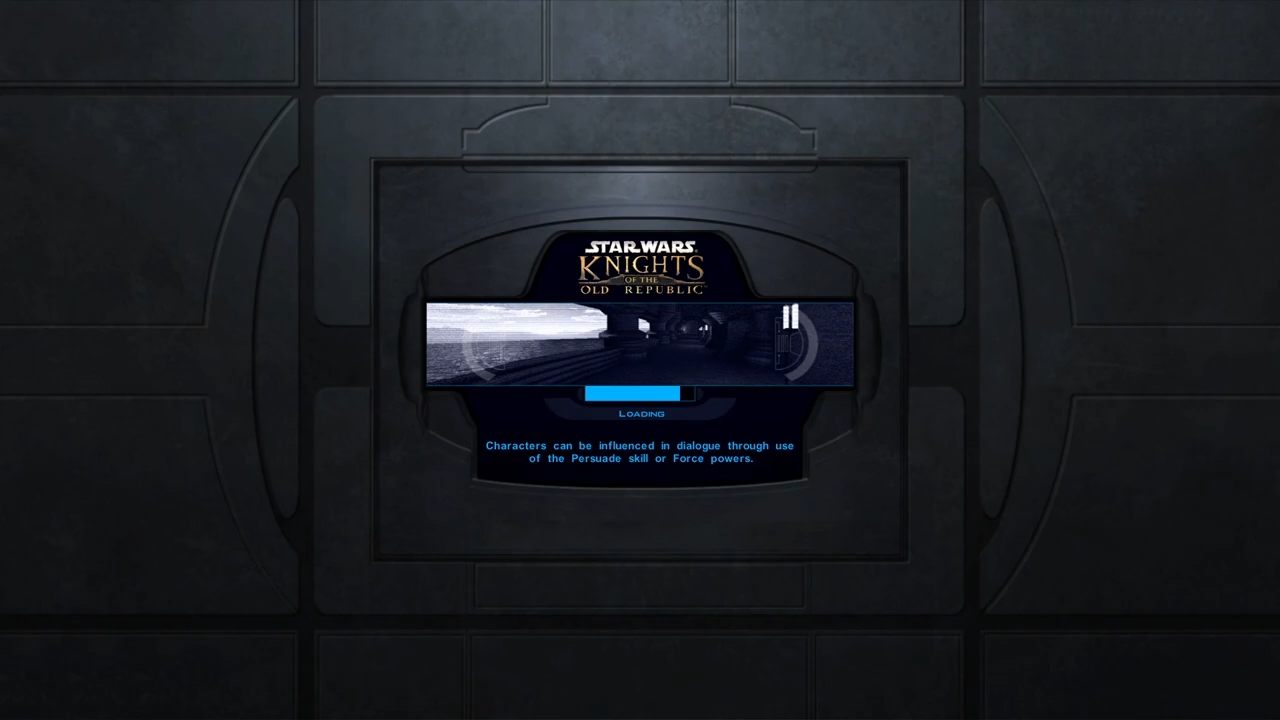 STAR WARS
KNIGHTS
OF THE
OLD REPUBLIC™
LOADING
Characters can be influenced in dialogue through use
of the Persuade skill or Force powers.